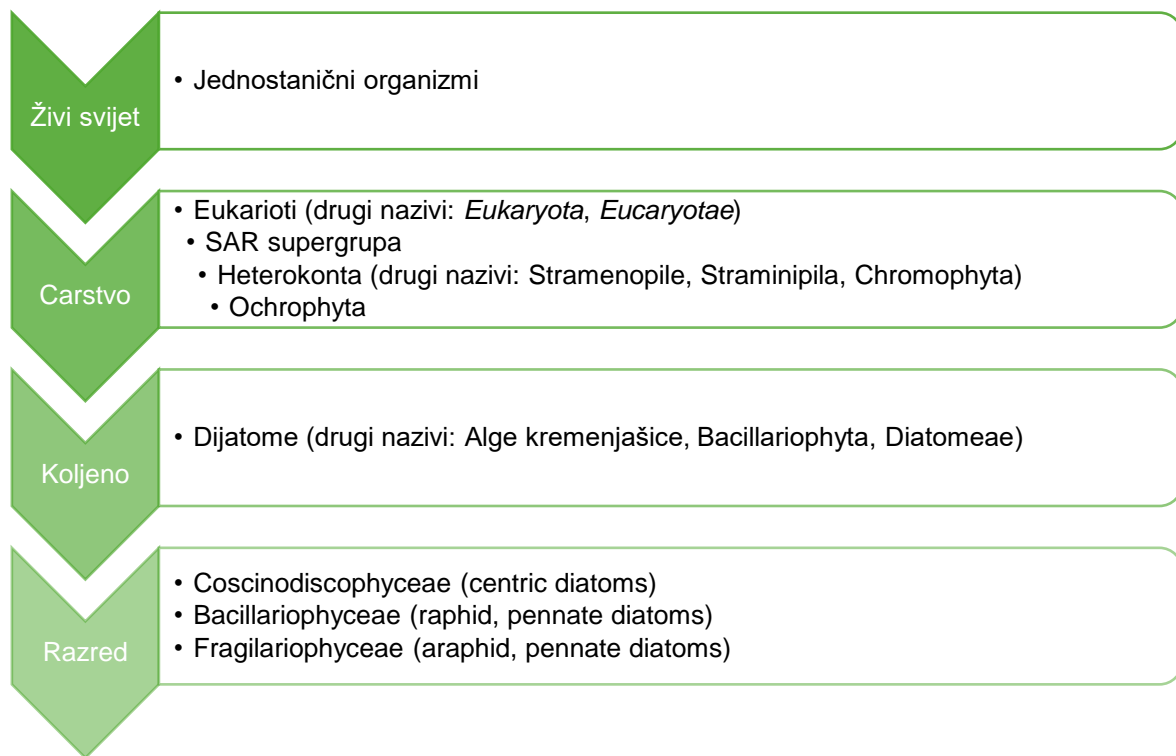 Živi svijet
• Jednostanični organizmi
Carstvo
• Eukarioti (drugi nazivi: Eukaryota, Eucaryotae)
• SAR supergrupa
• Heterokonta (drugi nazivi: Stramenopile, Straminipila, Chromophyta)
• Ochrophyta
Koljeno
• Dijatome (drugi nazivi: Alge kremenjašice, Bacillariophyta, Diatomeae)
Razred
• Coscinodiscophyceae (centric diatoms)
• Bacillariophyceae (raphid, pennate diatoms)
• Fragilariophyceae (araphid, pennate diatoms)